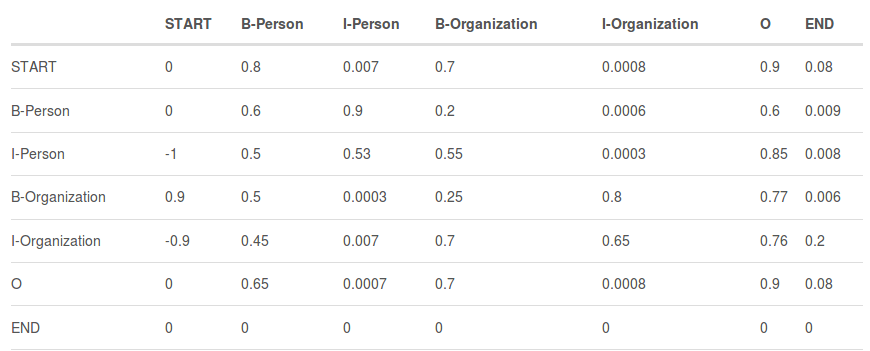 START B-Person I-Person B-Organization I-Organization O END
START 0 0.8 0.007 0.7 0.0008 0.9 0.08
B-Person 0 0.6 0.9 0.2 0.0006 0.6 0.009
I-Person -1 0.5 0.53 0.55 0.0003 0.85 0.008
B-Organization 0.9 0.5 0.0003 0.25 0.8 0.77 0.006
I-Organization -0.9 0.45 0.007 0.7 0.65 0.76 0.2
O 0 0.65 0.0007 0.7 0.0008 0.9 0.08
END 0 0 0 0 0 0 0